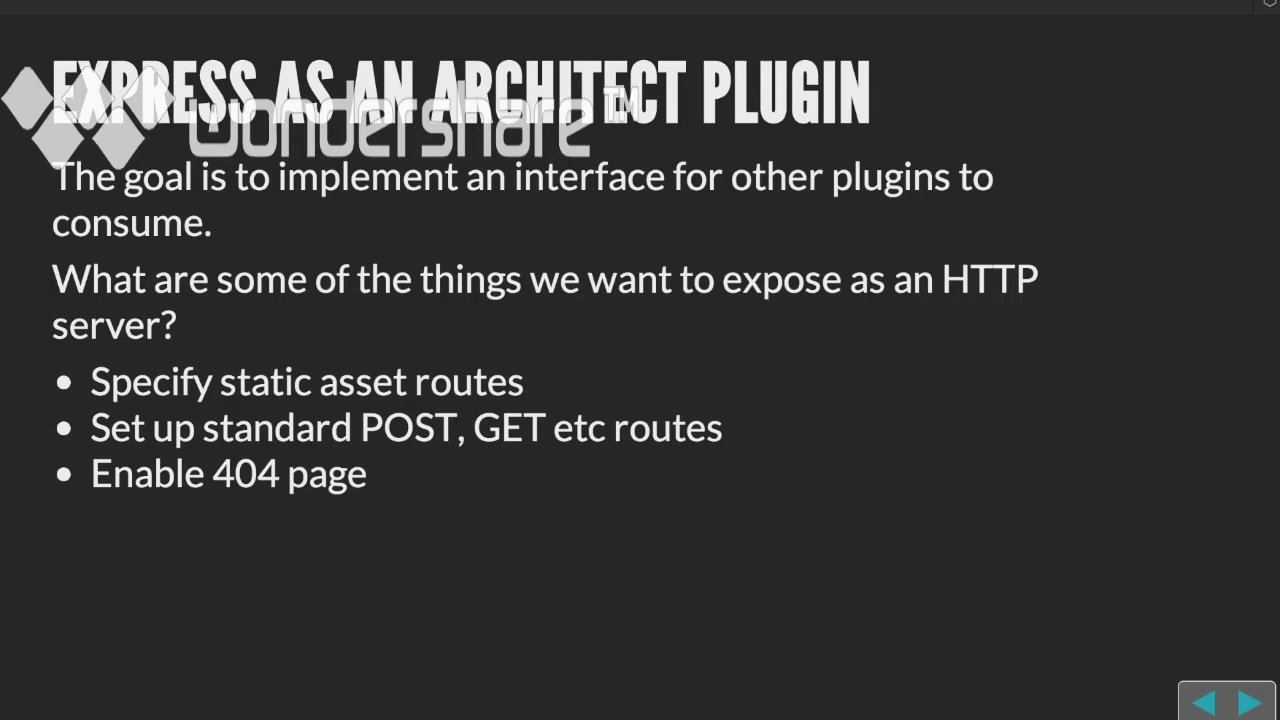 EXPRESS AS AN ARCHITECT PLUGIN
wondershare™
The goal is to implement an interface for other plugins to
consume.
What are some of the things we want to expose as an HTTP
server?
• Specify static asset routes
• Set up standard POST, GET etc routes
• Enable 404 page